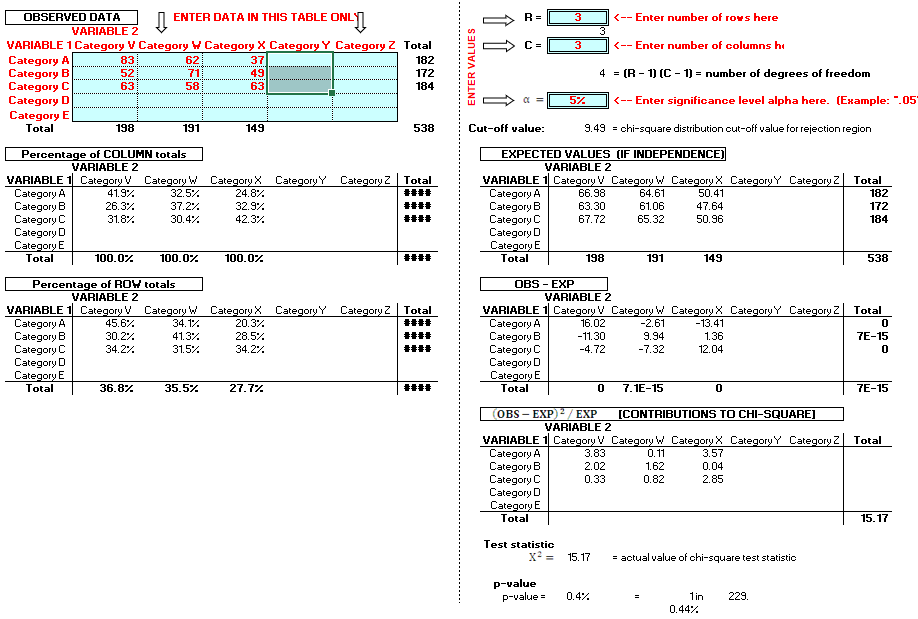 OBSERVED DATA
ENTER DATA IN THIS TABLE ONLY
VARIABLE 2
VARIABLE 1 Category V Category W Category X Category Y Category Z Total
Category A 83 62 37 182
Category B 52 71 49 172
Category C 63 58 63 184
Category D
Category E
Total 198 191 149 538
Percentage of COLUMN totals
VARIABLE 2
VARIABLE 1 Category V Category W Category X Category Y Category Z Total
Category A 41.9% 32.5% 24.8% ####
Category B 26.3% 37.2% 32.9% ####
Category C 31.8% 30.4% 42.3% ####
Category D
Category E
Total 100.0% 100.0% 100.0% ####
Percentage of ROW totals
VARIABLE 2
VARIABLE 1 Category V Category W Category X Category Y Category Z Total
Category A 45.6% 34.1% 20.3% ####
Category B 30.2% 41.3% 28.5% ####
Category C 34.2% 31.5% 34.2% ####
Category D
Category E
Total 36.8% 35.5% 27.7% ####
ENTER VALUES
R = 3 <-- Enter number of rows here
3
C = 3 <-- Enter number of columns he
4 = (R - 1) (C - 1) = number of degrees of freedom
α = 5% <-- Enter significance level alpha here. (Example: ".05"
Cut-off value: 9.49 = chi-square distribution cut-off value for rejection region
EXPECTED VALUES (IF INDEPENDENCE)
VARIABLE 2
VARIABLE 1 Category V Category W Category X Category Y Category Z Total
Category A 66.98 64.61 50.41 182
Category B 63.30 61.06 47.64 172
Category C 67.72 65.32 50.96 184
Category D
Category E
Total 198 191 149 538
OBS - EXP
VARIABLE 2
VARIABLE 1 Category V Category W Category X Category Y Category Z Total
Category A 16.02 -2.61 -13.41 0
Category B -11.30 9.94 1.36 7E-15
Category C -4.72 -7.32 12.04 0
Category D
Category E
Total 0 7.1E-15 0 7E-15
(OBS – EXP)² / EXP [CONTRIBUTIONS TO CHI-SQUARE]
VARIABLE 2
VARIABLE 1 Category V Category W Category X Category Y Category Z Total
Category A 3.83 0.11 3.57
Category B 2.02 1.62 0.04
Category C 0.33 0.82 2.85
Category D
Category E
Total 15.17
Test statistic
X² = 15.17 = actual value of chi-square test statistic
p-value
p-value = 0.4% = 1 in 229.
0.44%